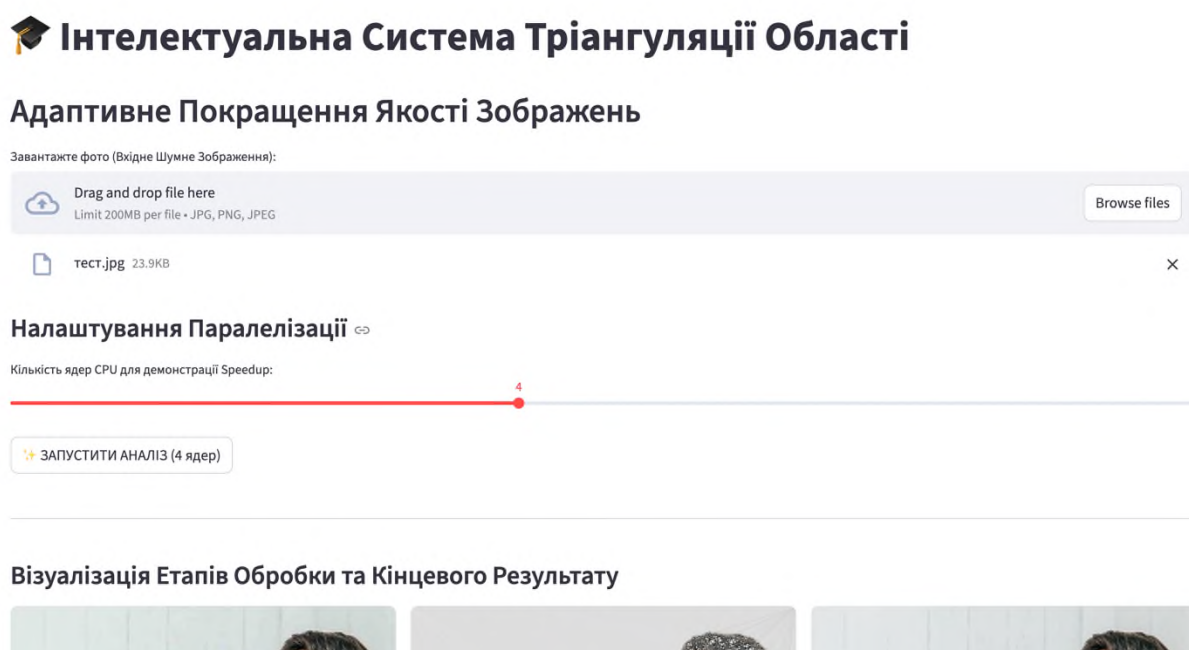 🎓 Інтелектуальна Система Тріангуляції Області
Адаптивне Покращення Якості Зображень
Завантажте фото (Вхідне Шумне Зображення):
Drag and drop file here
Limit 200MB per file • JPG, PNG, JPEG
Browse files
тест.jpg 23.9KB
Налаштування Паралелізації
Кількість ядер CPU для демонстрації Speedup:
4
✨ ЗАПУСТИТИ АНАЛІЗ (4 ядер)
Візуалізація Етапів Обробки та Кінцевого Результату